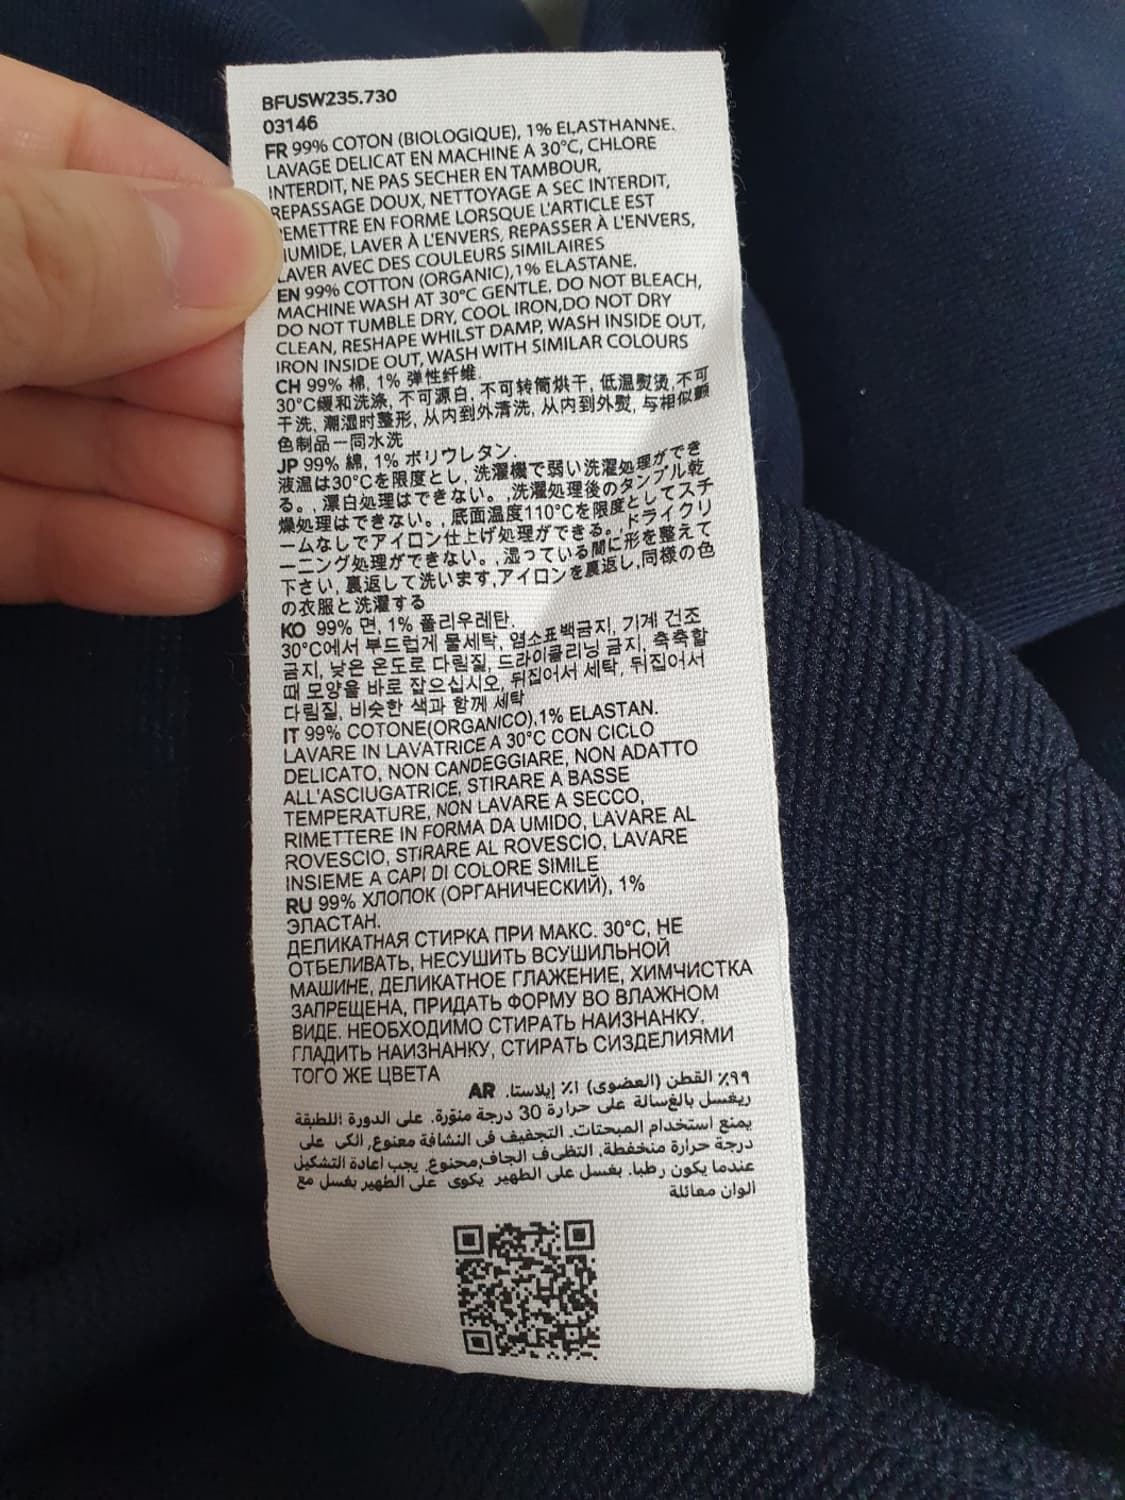 BFUSW235.730
03146
FR 99% COTON (BIOLOGIQUE), 1% ELASTHANNE.
LAVAGE DELICAT EN MACHINE A 30°C, CHLORE
INTERDIT, NE PAS SECHER EN TAMBOUR,
REPASSAGE DOUX, NETTOYAGE A SEC INTERDIT,
EMETTRE EN FORME LORSQUE L'ARTICLE EST
UMIDE, LAVER À L'ENVERS, REPASSER À L'ENVERS,
LAVER AVEC DES COULEURS SIMILAIRES
EN 99% COTTON (ORGANIC),1% ELASTANE.
MACHINE WASH AT 30°C GENTLE, DO NOT BLEACH,
DO NOT TUMBLE DRY, COOL IRON,DO NOT DRY
CLEAN, RESHAPE WHILST DAMP, WASH INSIDE OUT,
IRON INSIDE OUT, WASH WITH SIMILAR COLOURS
CH 99% 棉, 1% 弹性纤维.
30°C缓和洗涤, 不可源白, 不可转筒烘干, 低温熨烫,不可
干洗, 潮湿时整形, 从内到外清洗, 从内到外熨, 与相似颜
色制品一同水洗
JP 99% 綿, 1% ポリウレタン.
液温は30°Cを限度とし, 洗濯機で弱い洗濯処理ができ
る。, 漂白処理はできない。,洗濯処理後のタンブル乾
燥処理はできない。, 底面温度110°Cを限度としてスチ
ームなしでアイロン仕上げ処理ができる。, ドライクリ
ーニング処理ができない。, 湿っている間に形を整えて
下さい, 裏返して洗います,アイロンを裏返し,同様の色
の衣服と洗濯する
KO 99% 면, 1% 폴리우레탄.
30°C에서 부드럽게 물세탁, 염소표백금지, 기계 건조
금지, 낮은 온도로 다림질, 드라이클리닝 금지, 축축할
때 모양을 바로 잡으십시오, 뒤집어서 세탁, 뒤집어서
다림질, 비슷한 색과 함께 세탁
IT 99% COTONE(ORGANICO),1% ELASTAN.
LAVARE IN LAVATRICE A 30°C CON CICLO
DELICATO, NON CANDEGGIARE, NON ADATTO
ALL'ASCIUGATRICE, STIRARE A BASSE
TEMPERATURE, NON LAVARE A SECCO,
RIMETTERE IN FORMA DA UMIDO, LAVARE AL
ROVESCIO, STIRARE AL ROVESCIO, LAVARE
INSIEME A CAPI DI COLORE SIMILE
RU 99% ХЛОПОК (ОРГАНИЧЕСКИЙ), 1%
ЭЛАСТАН.
ДЕЛИКАТНАЯ СТИРКА ПРИ МАКС. 30°C, НЕ
ОТБЕЛИВАТЬ, НЕСУШИТЬ ВСУШИЛЬНОЙ
МАШИНЕ, ДЕЛИКАТНОЕ ГЛАЖЕНИЕ, ХИМЧИСТКА
ЗАПРЕЩЕНА, ПРИДАТЬ ФОРМУ ВО ВЛАЖНОМ
ВИДЕ. НЕОБХОДИМО СТИРАТЬ НАИЗНАНКУ,
ГЛАДИТЬ НАИЗНАНКУ, СТИРАТЬ СИЗДЕЛИЯМИ
ТОГО ЖЕ ЦВЕТА
٩٩٪ القطن (العضوى) ١٪ إيلاستا. AR
بالغسالة على حرارة 30 درجة على الدورة اللطيفة
يمنع استخدام التجفيف فى النشافة الكى على
درجة حرارة منخفظة, الجاف يجب اعادة التشكيل
عندما يكون رطبا. بغسل على الظهير يكوى على الظهير بغسل مع
الوان